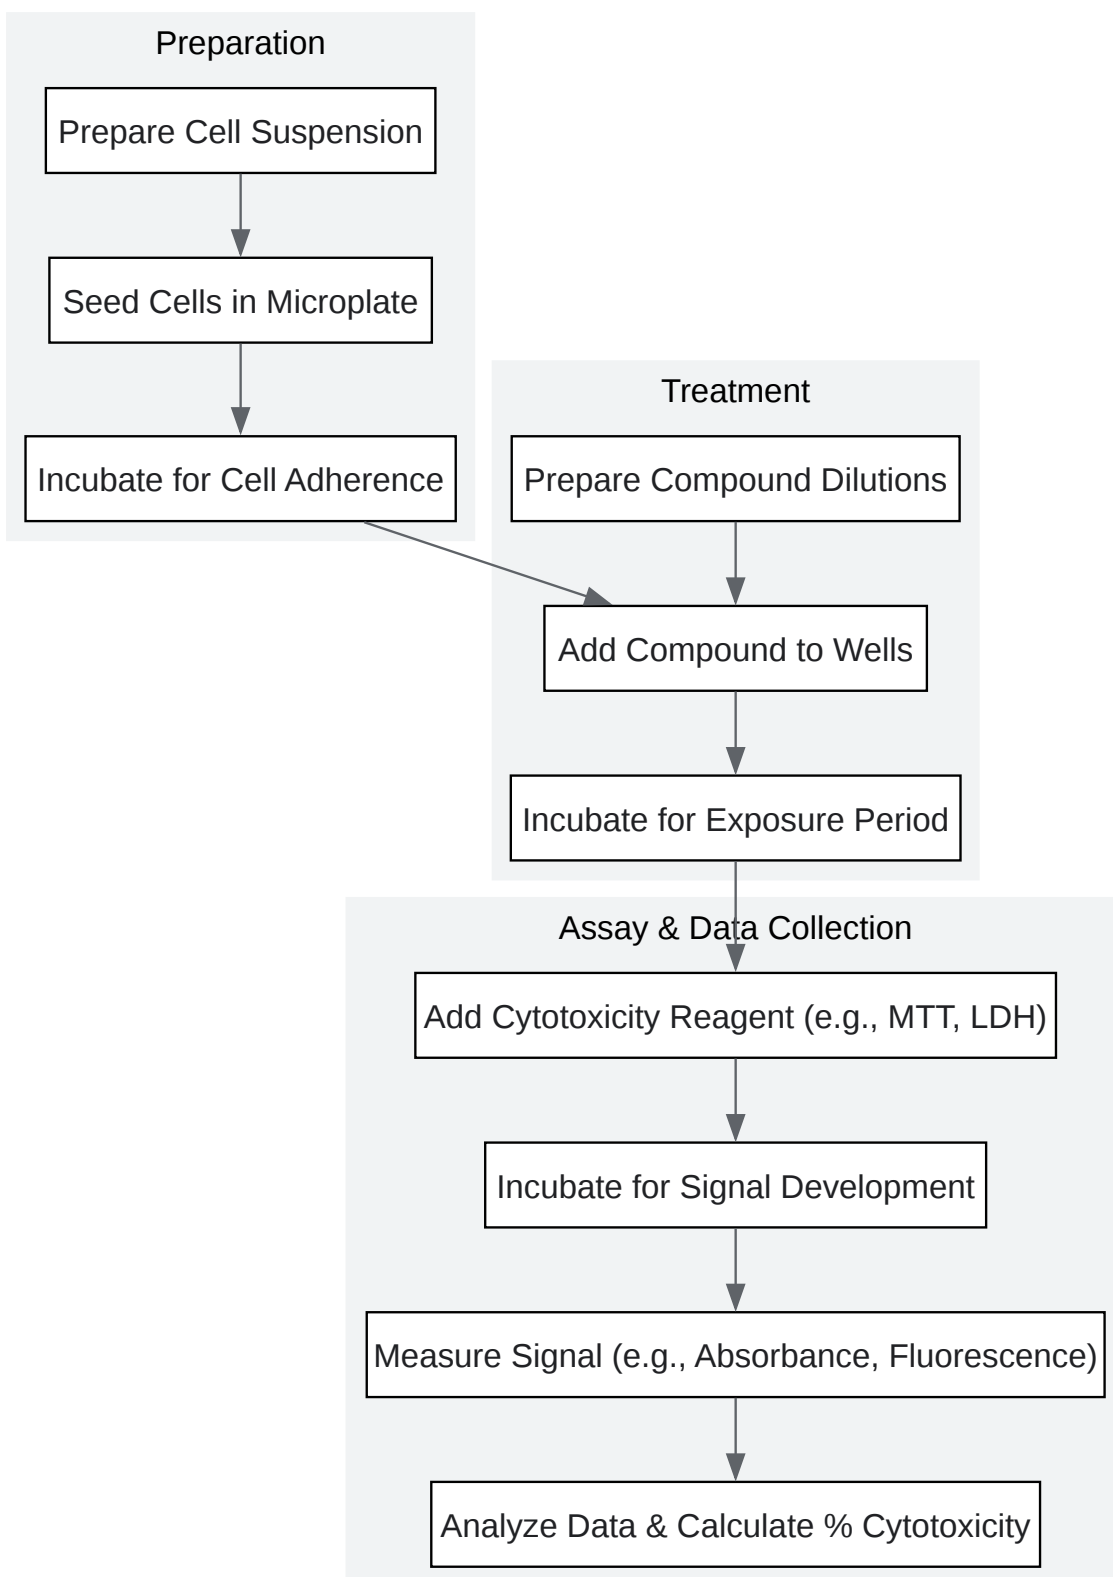 Preparation
Prepare Cell Suspension
Seed Cells in Microplate
Incubate for Cell Adherence
Treatment
Prepare Compound Dilutions
Add Compound to Wells
Incubate for Exposure Period
Assay & Data Collection
Add Cytotoxicity Reagent (e.g., MTT, LDH)
Incubate for Signal Development
Measure Signal (e.g., Absorbance, Fluorescence)
Analyze Data & Calculate % Cytotoxicity